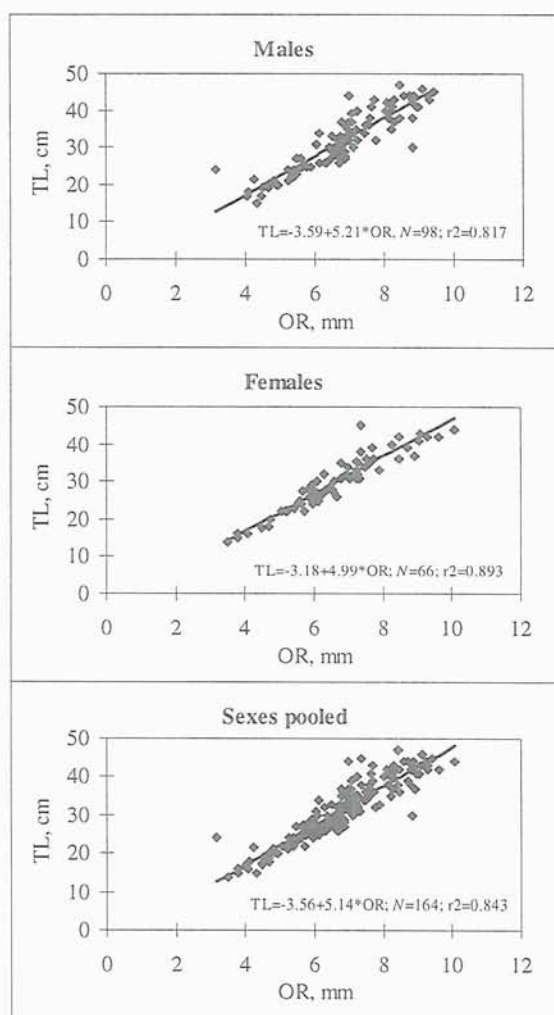 Males
50
40
30
20
10
0
TL, cm
TL=-3.59+5.21*OR, N=98; r2=0.817
0 2 4 6 8 10 12
OR, mm
Females
50
40
30
20
10
0
TL, cm
TL=-3.18+4.99*OR; N=66; r2=0.893
0 2 4 6 8 10 12
OR, mm
Sexes pooled
50
40
30
20
10
0
TL, cm
TL=-3.56+5.14*OR; N=164; r2=0.843
0 2 4 6 8 10 12
OR, mm